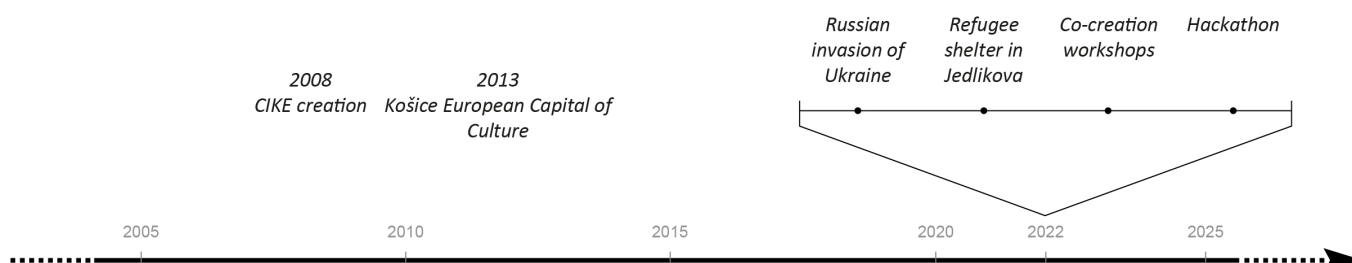 2008
CIKE creation
2013
Košice European Capital of
Culture
Russian
invasion of
Ukraine
Refugee
shelter in
Jedlikova
Co-creation
workshops
Hackathon
2005
2010
2015
2020
2022
2025